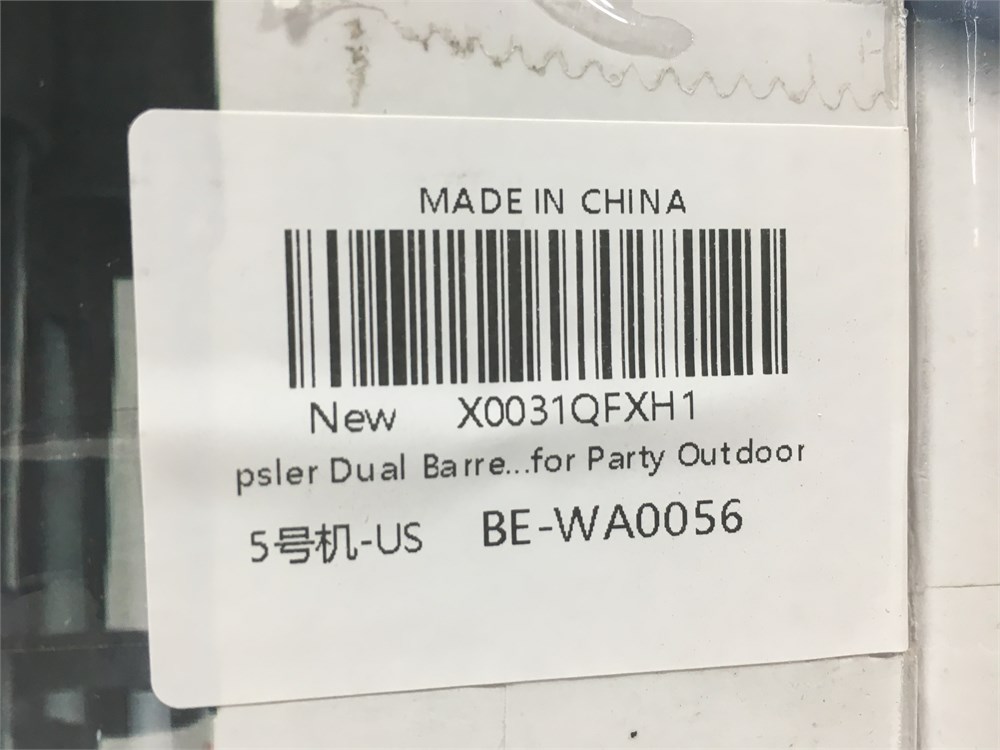 MADE IN CHINA
New X0031QFXH1
psler Dual Barre...for Party Outdoor
5号机-US BE-WA0056